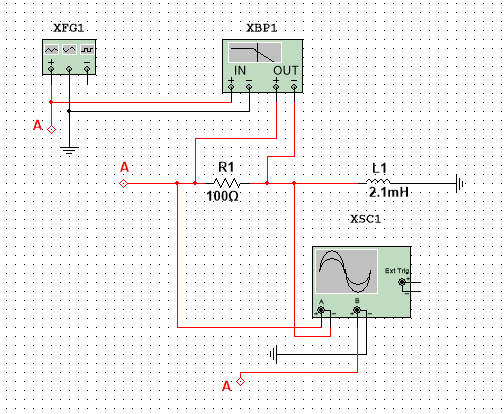 XFG1
XBP1
+ - 
IN OUT
+ - + -
A
A
R1
100Ω
L1
2.1mH
XSC1
Ext Trig
+
-
A B
+ - + -
A